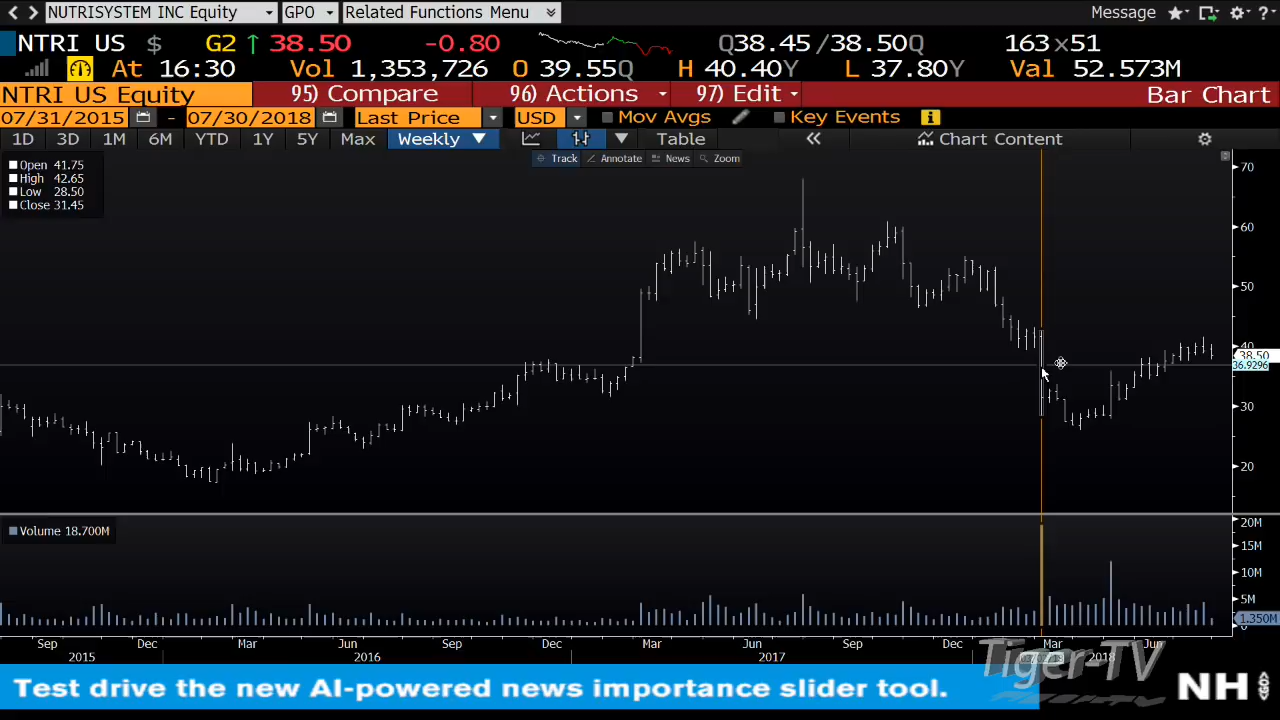 NUTRISYSTEM INC Equity GPO Related Functions Menu Message
NTRI US $ G2 ↑ 38.50 -0.80 Q38.45 /38.50Q 163×51
At 16:30 Vol 1,353,726 O 39.55Q H 40.40Y L 37.80Y Val 52.573M
NTRI US Equity 95) Compare 96) Actions 97) Edit Bar Chart
07/31/2015 - 07/30/2018 Last Price USD Mov Avgs Key Events
1D 3D 1M 6M YTD 1Y 5Y Max Weekly ▼ Table « Chart Content
Track Annotate News Zoom
Open 41.75
High 42.65
Low 28.50
Close 31.45
70
60
50
40
38.50
36.9296
30
20
Volume 18.700M
20M
15M
10M
5M
0
1.350M
Sep Dec Mar Jun Sep Dec Mar Jun Sep Dec Mar Jun
2015 2016 2017 2018
Tiger-TV
Test drive the new AI-powered news importance slider tool.
NH